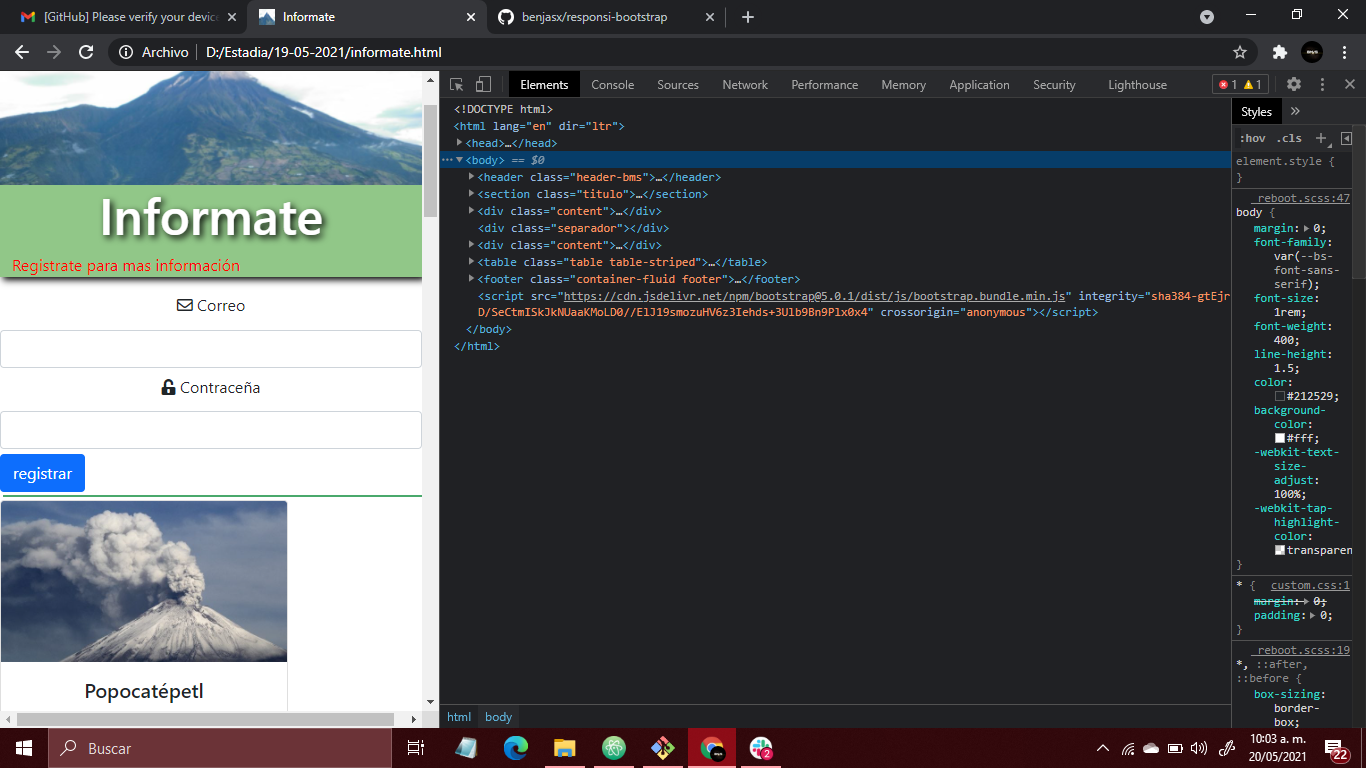 [GitHub] Please verify your device
Informate
benjasx/responsi-bootstrap
Archivo
D:/Estadia/19-05-2021/informate.html
Informate
Registrate para mas información
Correo
Contraceña
registrar
Popocatépetl
Elements Console Sources Network Performance Memory Application Security Lighthouse 1 1
<!DOCTYPE html>
<html lang="en" dir="ltr">
<head>…</head>
<body> == $0
<header class="header-bms">…</header>
<section class="titulo">…</section>
<div class="content">…</div>
<div class="separador"></div>
<div class="content">…</div>
<table class="table table-striped">…</table>
<footer class="container-fluid footer">…</footer>
<script src="https://cdn.jsdelivr.net/npm/bootstrap@5.0.1/dist/js/bootstrap.bundle.min.js" integrity="sha384-gtEjr
D/SeCtmISkJkNUaaKMoLD0//ElJ19smozuHV6z3Iehds+3Ulb9Bn9Plx0x4" crossorigin="anonymous"></script>
</body>
</html>
html body
Styles
:hov .cls
element.style {
}
_reboot.scss:47
body {
margin: 0;
font-family:
var(--bs-
font-sans-
serif);
font-size:
1rem;
font-weight:
400;
line-height:
1.5;
color:
#212529;
background-
color:
#fff;
-webkit-text-
size-
adjust:
100%;
-webkit-tap-
highlight-
color:
transparen
}
* { custom.css:1
margin: 0;
padding: 0;
}
_reboot.scss:19
*, ::after,
::before {
box-sizing:
border-
box;
Buscar
2
10:03 a. m.
20/05/2021
22